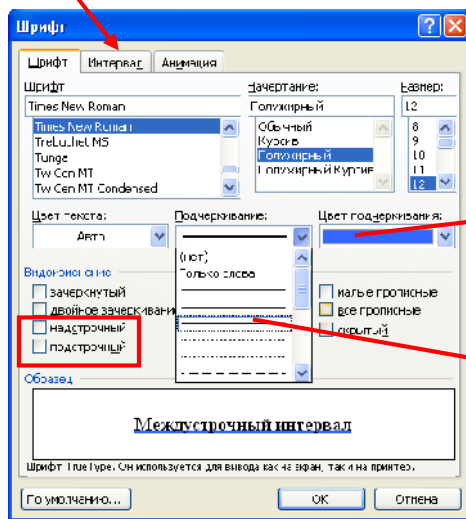 Шрифт
Шрифт Интервал Анимация
Шрифт: Начертание: Размер:
Times New Roman Полужирный 12
Times New Roman Обычный 8
Trebuchet MS Курсив 9
Tunga Полужирный 10
Tw Cen MT Полужирный Курсив 11
Tw Cen MT Condensed 12
Цвет текста: Подчеркивание: Цвет подчеркивания:
Авто
(нет)
Только слова
Видоизменение
зачеркнутый малые прописные
двойное зачеркивани все прописные
надстрочный скрытый
подстрочный
Образец
Междустрочный интервал
Шрифт TrueType. Он используется для вывода как на экран, так и на принтер.
По умолчанию... ОК Отмена